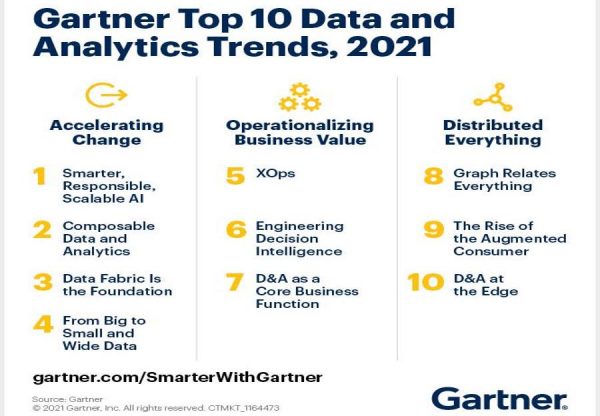 Gartner Top 10 Data and
Analytics Trends, 2021
Accelerating
Change
1 Smarter,
Responsible,
Scalable AI
2 Composable
Data and
Analytics
3 Data Fabric Is
the Foundation
4 From Big to
Small and
Wide Data
Operationalizing
Business Value
5 XOps
6 Engineering
Decision
Intelligence
7 D&A as a
Core Business
Function
Distributed
Everything
8 Graph Relates
Everything
9 The Rise of
the Augmented
Consumer
10 D&A at
the Edge
gartner.com/SmarterWithGartner
Source: Gartner
© 2021 Gartner, Inc. All rights reserved. CTMKT_1164473
Gartner.